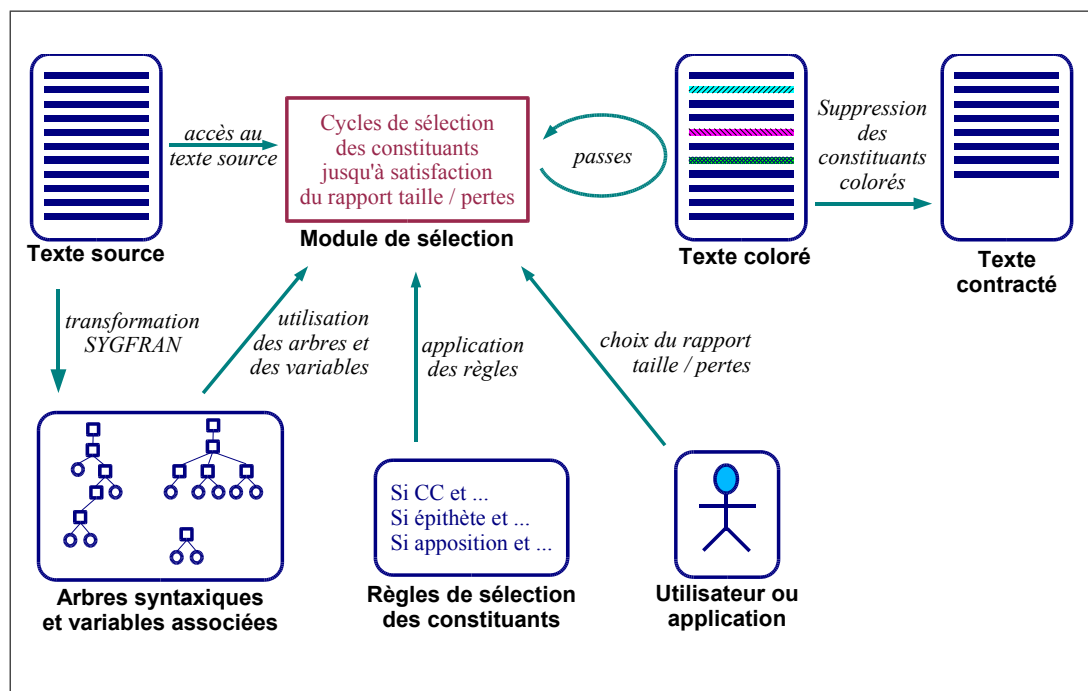 accès au
texte source
Cycles de sélection
des constituants
jusqu'à satisfaction
du rapport taille / pertes
passes
Suppression
des
constituants
colorés
Texte source
Module de sélection
Texte coloré
Texte
contracté
transformation
SYGFRAN
utilisation
des arbres et
des variables
application
des règles
choix du rapport
taille / pertes
Si CC et ...
Si épithète et ...
Si apposition et ...
Arbres syntaxiques
et variables associées
Règles de sélection
des constituants
Utilisateur ou
application